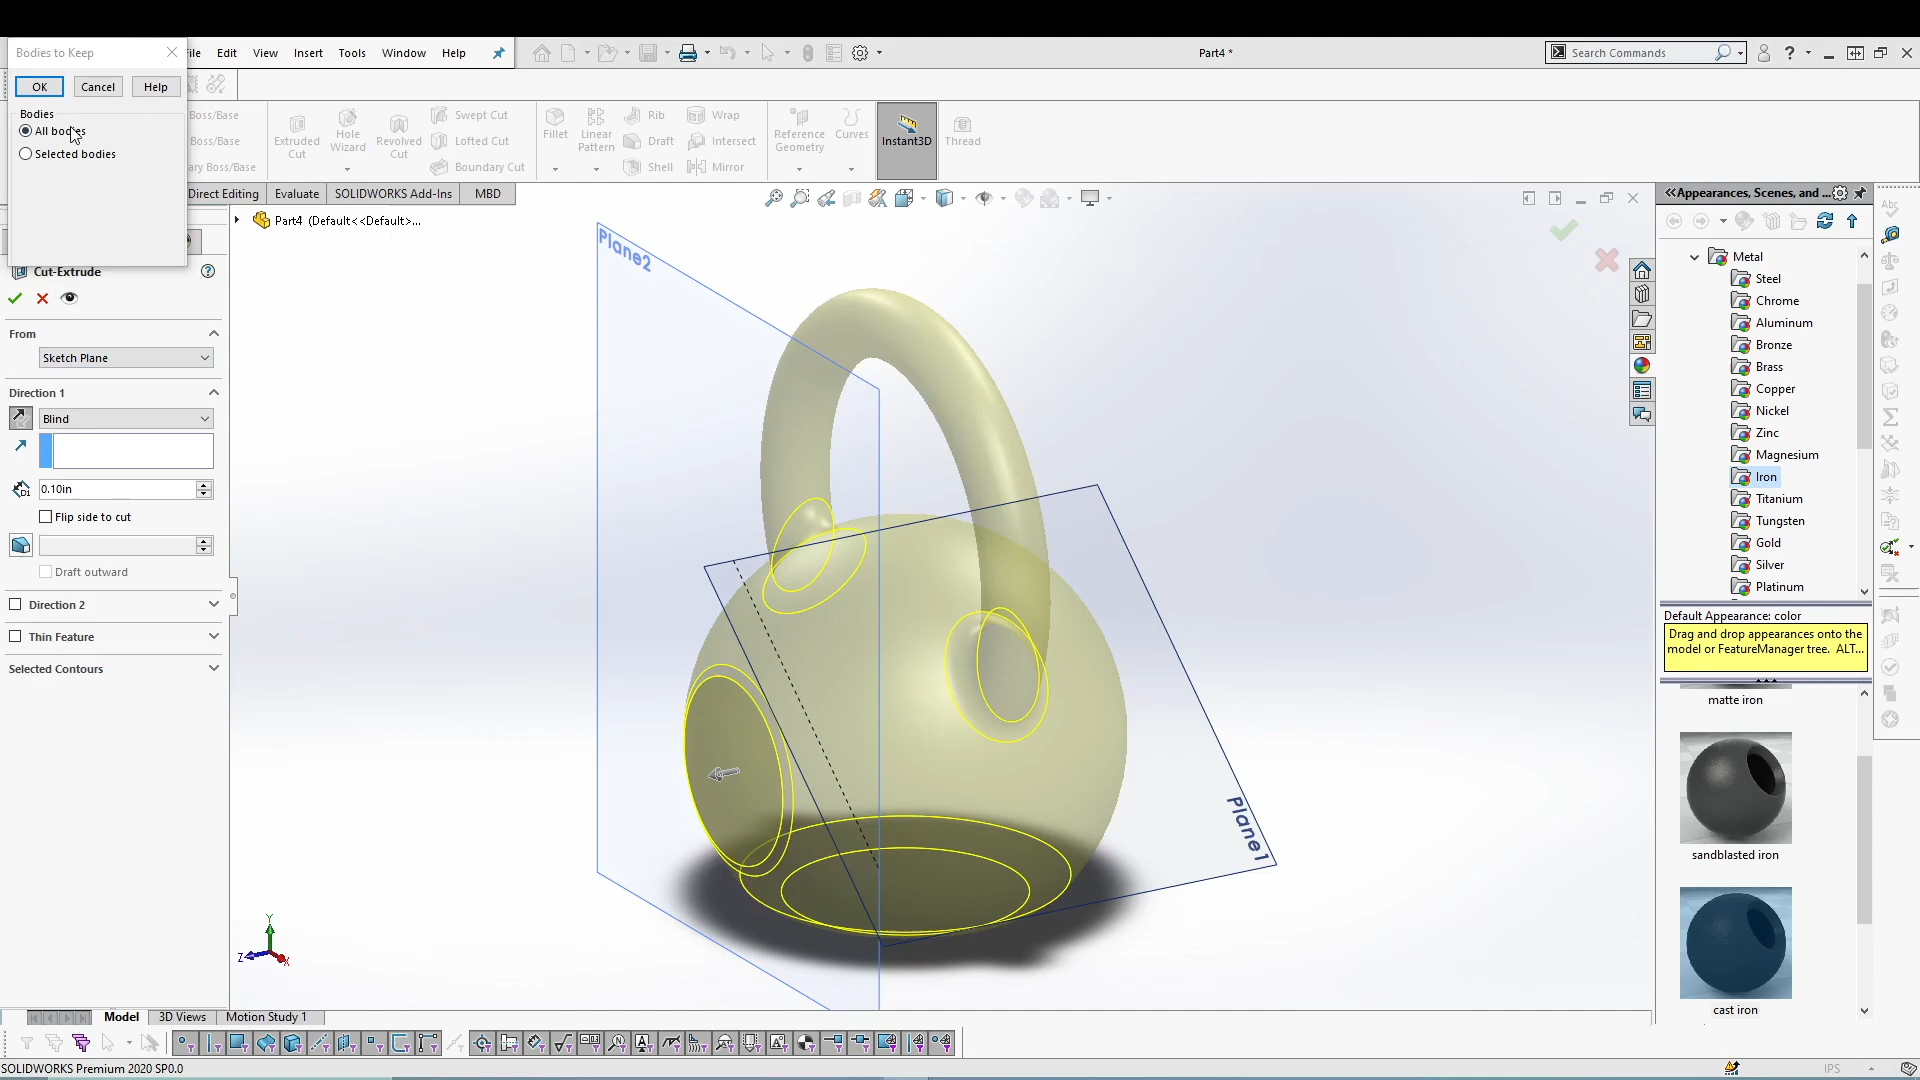 Bodies to Keep
ile Edit View Insert Tools Window Help
Part4 *
Search Commands
OK Cancel Help
Bodies
All bodies
Selected bodies
Boss/Base
Boss/Base
ary Boss/Base
Extruded Cut
Hole Wizard
Revolved Cut
Swept Cut
Lofted Cut
Boundary Cut
Fillet
Linear Pattern
Rib
Draft
Shell
Wrap
Intersect
Mirror
Reference Geometry
Curves
Instant3D
Thread
Direct Editing Evaluate SOLIDWORKS Add-Ins MBD
Part4 (Default<<Default>...
Cut-Extrude
From
Sketch Plane
Direction 1
Blind
D1
0.10in
Flip side to cut
Draft outward
Direction 2
Thin Feature
Selected Contours
Plane2
Plane1
Y
Z
X
Appearances, Scenes, and ...
Metal
Steel
Chrome
Aluminum
Bronze
Brass
Copper
Nickel
Zinc
Magnesium
Iron
Titanium
Tungsten
Gold
Silver
Platinum
Default Appearance: color
Drag and drop appearances onto the
model or FeatureManager tree. ALT...
matte iron
sandblasted iron
cast iron
Abc
Model 3D Views Motion Study 1
SOLIDWORKS Premium 2020 SP0.0
IPS